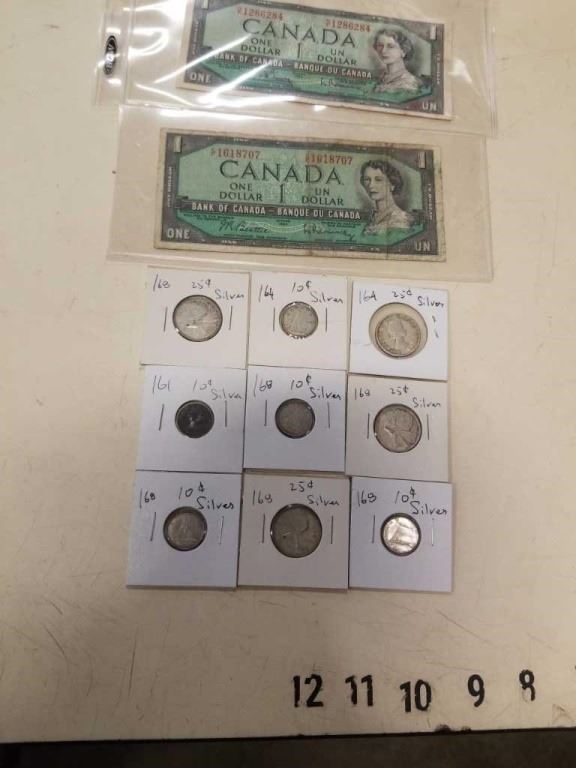 1286284 1286284
CANADA
ONE 1 UN
DOLLAR DOLLAR
BANK OF CANADA - BANQUE DU CANADA
ONE UN
1618707 1618707
CANADA
ONE 1 UN
DOLLAR DOLLAR
BANK OF CANADA - BANQUE DU CANADA
ONE UN
'68 25¢
Silver
'64 10¢
Silver
'64 25¢
Silver
'61 10¢
Silver
'68 10¢
Silver
'68 25¢
Silver
'68 10¢
Silver
'68 25¢
Silver
'68 10¢
Silver
12 11 10 9 8